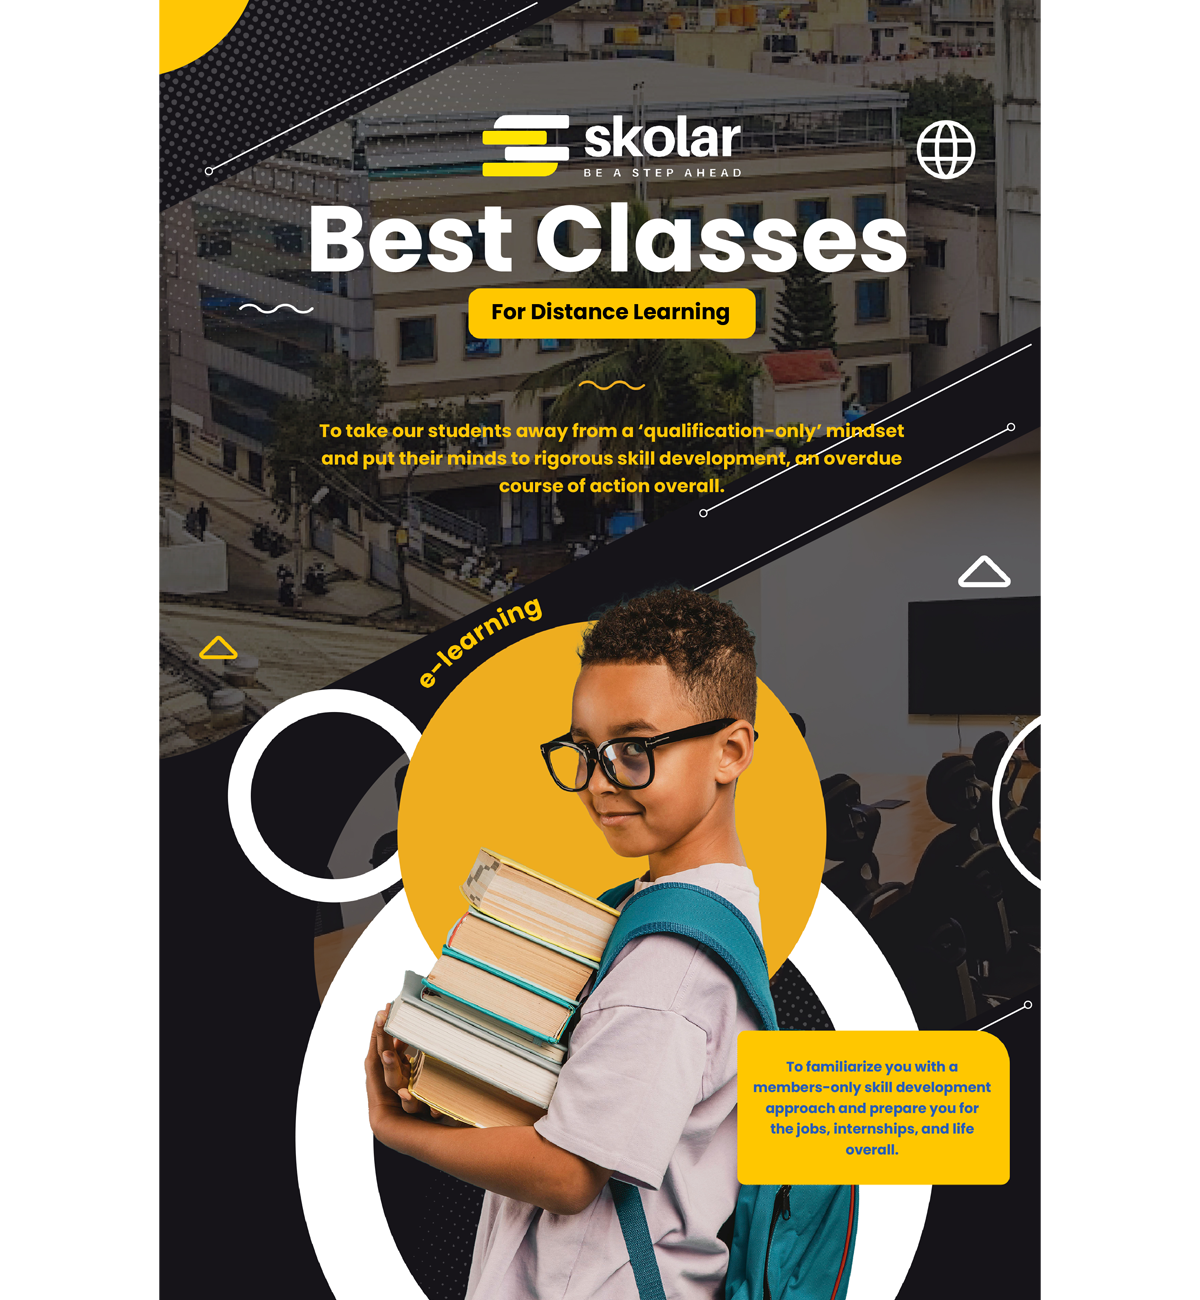 skolar
BE A STEP AHEAD
Best Classes
For Distance Learning
To take our students away from a ‘qualification-only’ mindset
and put their minds to rigorous skill development, an overdue
course of action overall.
e-learning
To familiarize you with a
members-only skill development
approach and prepare you for
the jobs, internships, and life
overall.